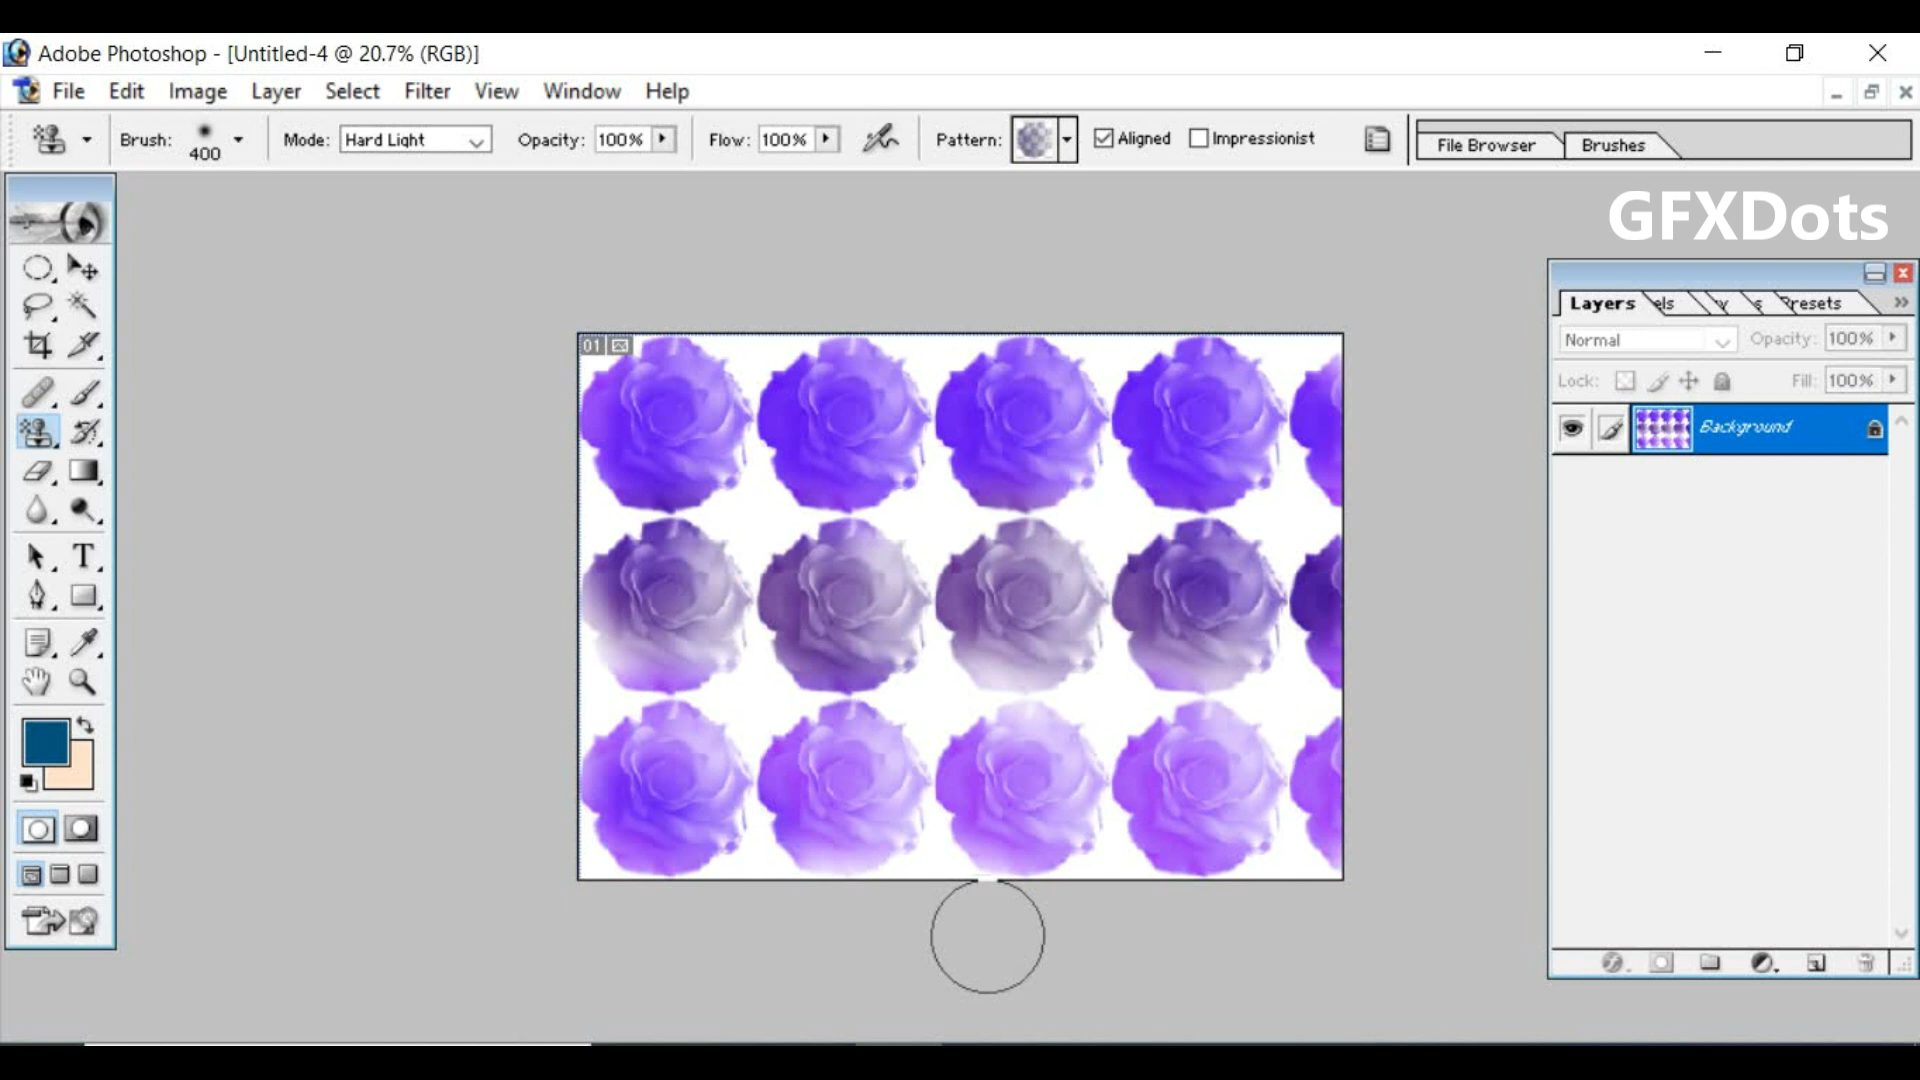 Adobe Photoshop - [Untitled-4 @ 20.7% (RGB)]
File Edit Image Layer Select Filter View Window Help
Brush: 400 Mode: Hard Light Opacity: 100% Flow: 100% Pattern: Aligned Impressionist File Browser Brushes
GFXDots
Layers els y s Presets
Normal Opacity: 100%
Lock: Fill: 100%
Background
01
T